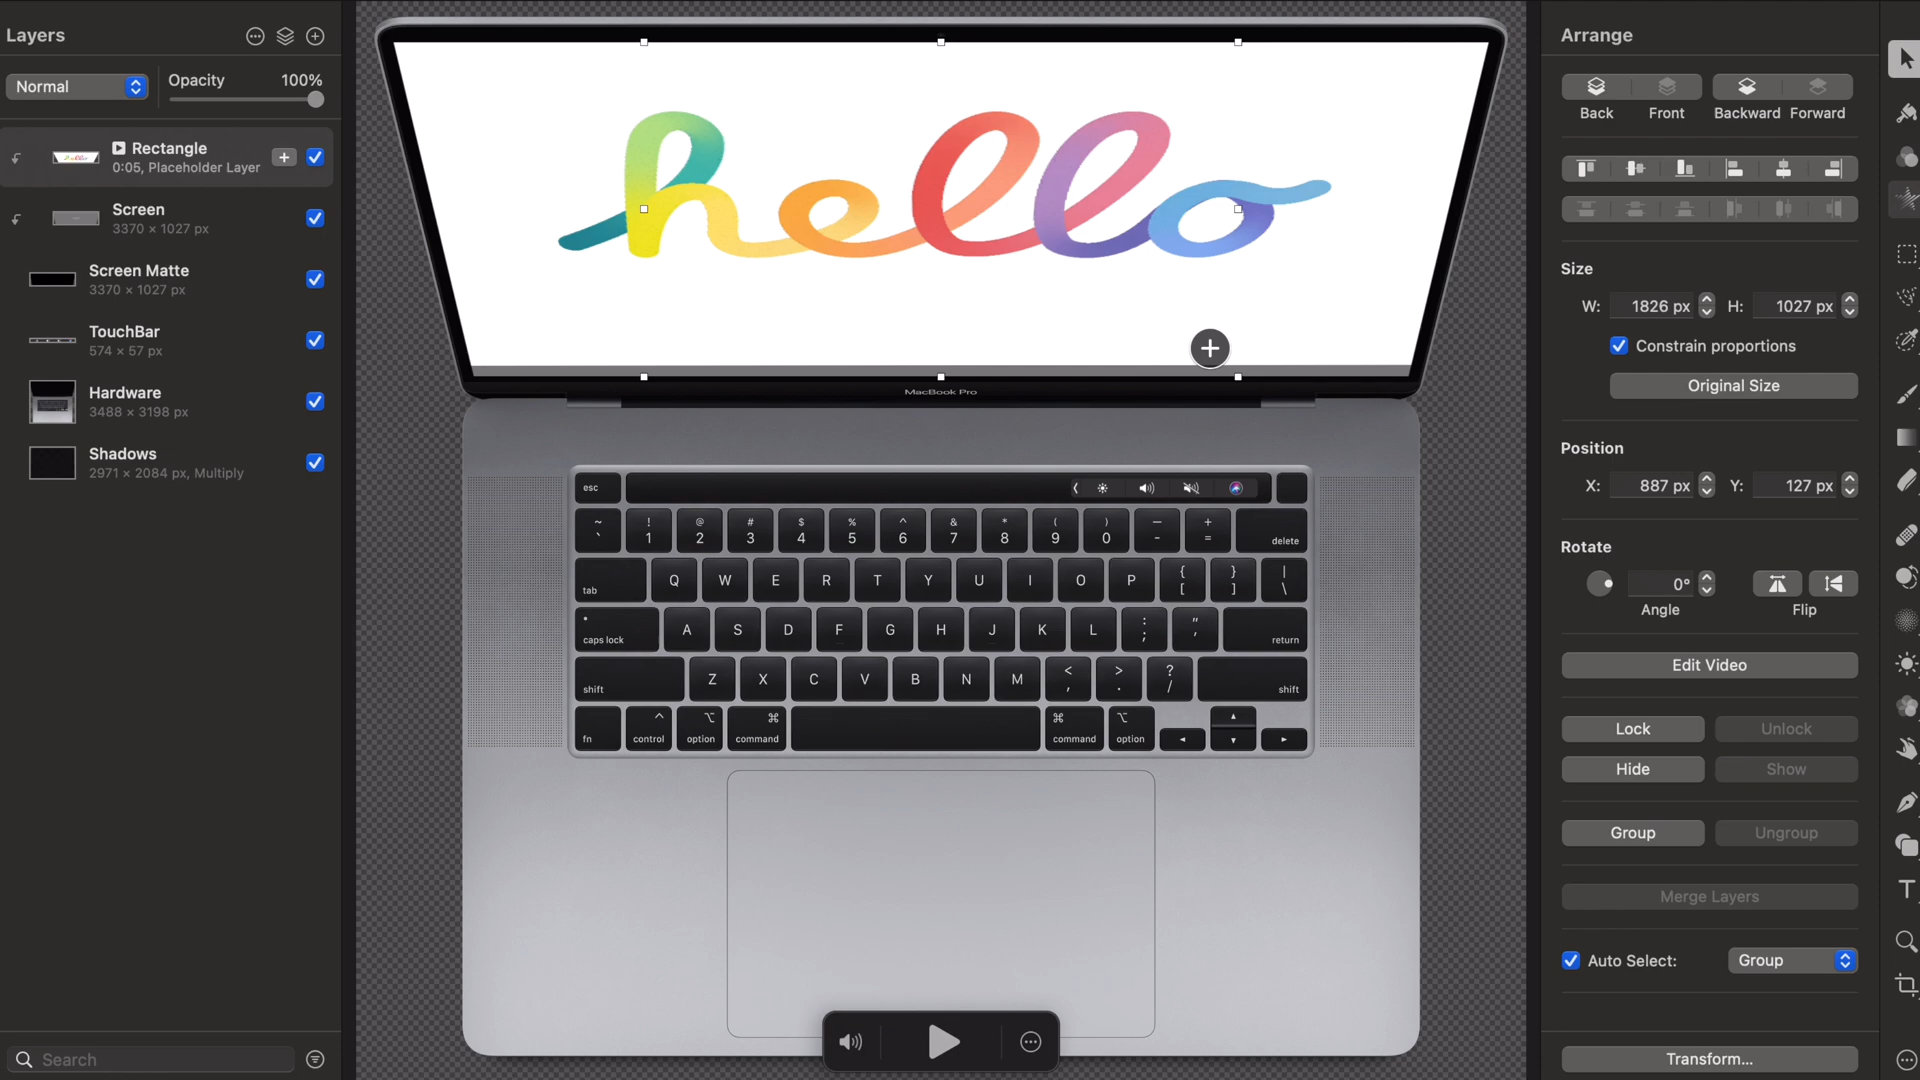 Layers
Normal
Opacity 100%
Rectangle
0:05, Placeholder Layer
Screen
3370 × 1027 px
Screen Matte
3370 × 1027 px
TouchBar
574 × 57 px
Hardware
3488 × 3198 px
Shadows
2971 × 2084 px, Multiply
Search
hello
MacBook Pro
esc
~ ! @ # $ % ^ & * ( ) — +
` 1 2 3 4 5 6 7 8 9 0 - = delete
tab Q W E R T Y U I O P { [ } ] | \
caps lock A S D F G H J K L : ; " ' return
shift Z X C V B N M < , > . ? / shift
fn control option command command option
Arrange
Back Front Backward Forward
Size
W: 1826 px H: 1027 px
Constrain proportions
Original Size
Position
X: 887 px Y: 127 px
Rotate
0°
Angle Flip
Edit Video
Lock Unlock
Hide Show
Group Ungroup
Merge Layers
Auto Select: Group
Transform...